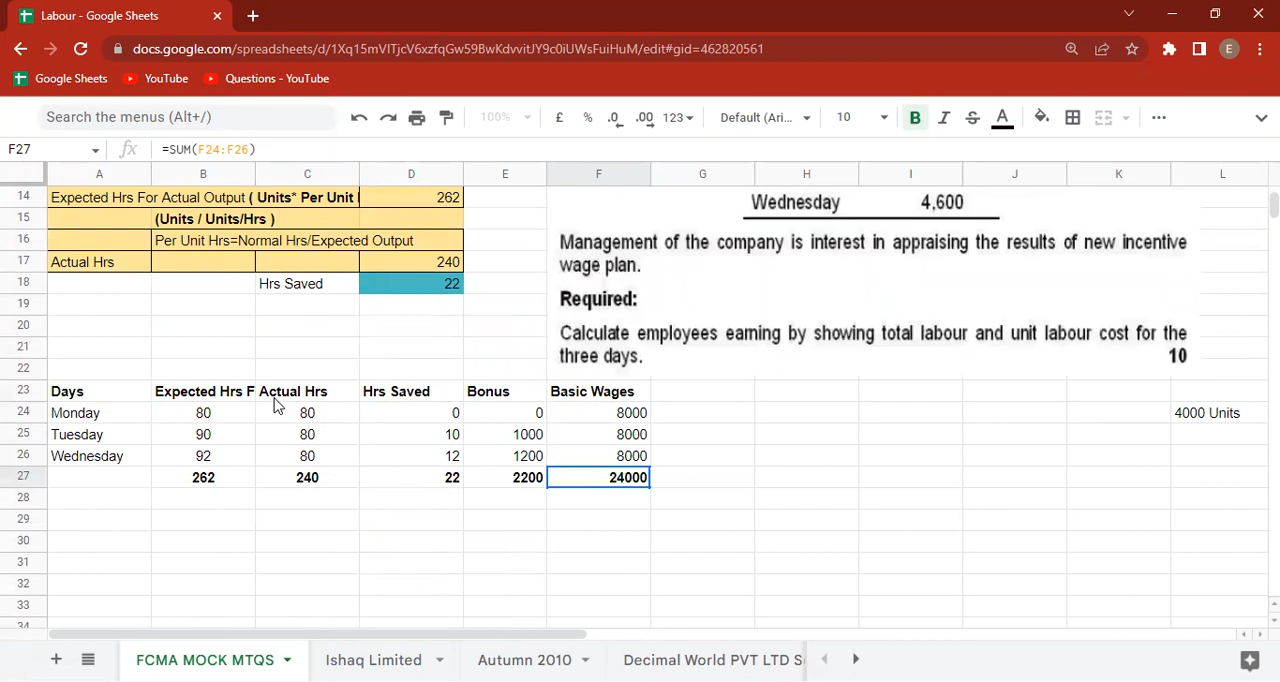 Labour - Google Sheets
docs.google.com/spreadsheets/d/1Xq15mVITjcV6xzfqGw59BwKdvvitJY9c0iUWsFuiHuM/edit#gid=462820561
E
Google Sheets YouTube Questions - YouTube
Search the menus (Alt+/) 100% £ % .0 .00 123 Default (Ari... 10 B I S A
F27 fx =SUM(F24:F26)
A B C D E F G H I J K L
14 Expected Hrs For Actual Output ( Units* Per Unit 262
Wednesday 4,600
15 (Units / Units/Hrs )
16 Per Unit Hrs=Normal Hrs/Expected Output
Management of the company is interest in appraising the results of new incentive
wage plan.
17 Actual Hrs 240
18 Hrs Saved 22
Required:
19
20
Calculate employees earning by showing total labour and unit labour cost for the
three days. 10
21
22
23 Days Expected Hrs F Actual Hrs Hrs Saved Bonus Basic Wages
24 Monday 80 80 0 0 8000 4000 Units
25 Tuesday 90 80 10 1000 8000
26 Wednesday 92 80 12 1200 8000
27 262 240 22 2200 24000
28
29
30
31
32
33
34
FCMA MOCK MTQS Ishaq Limited Autumn 2010 Decimal World PVT LTD S